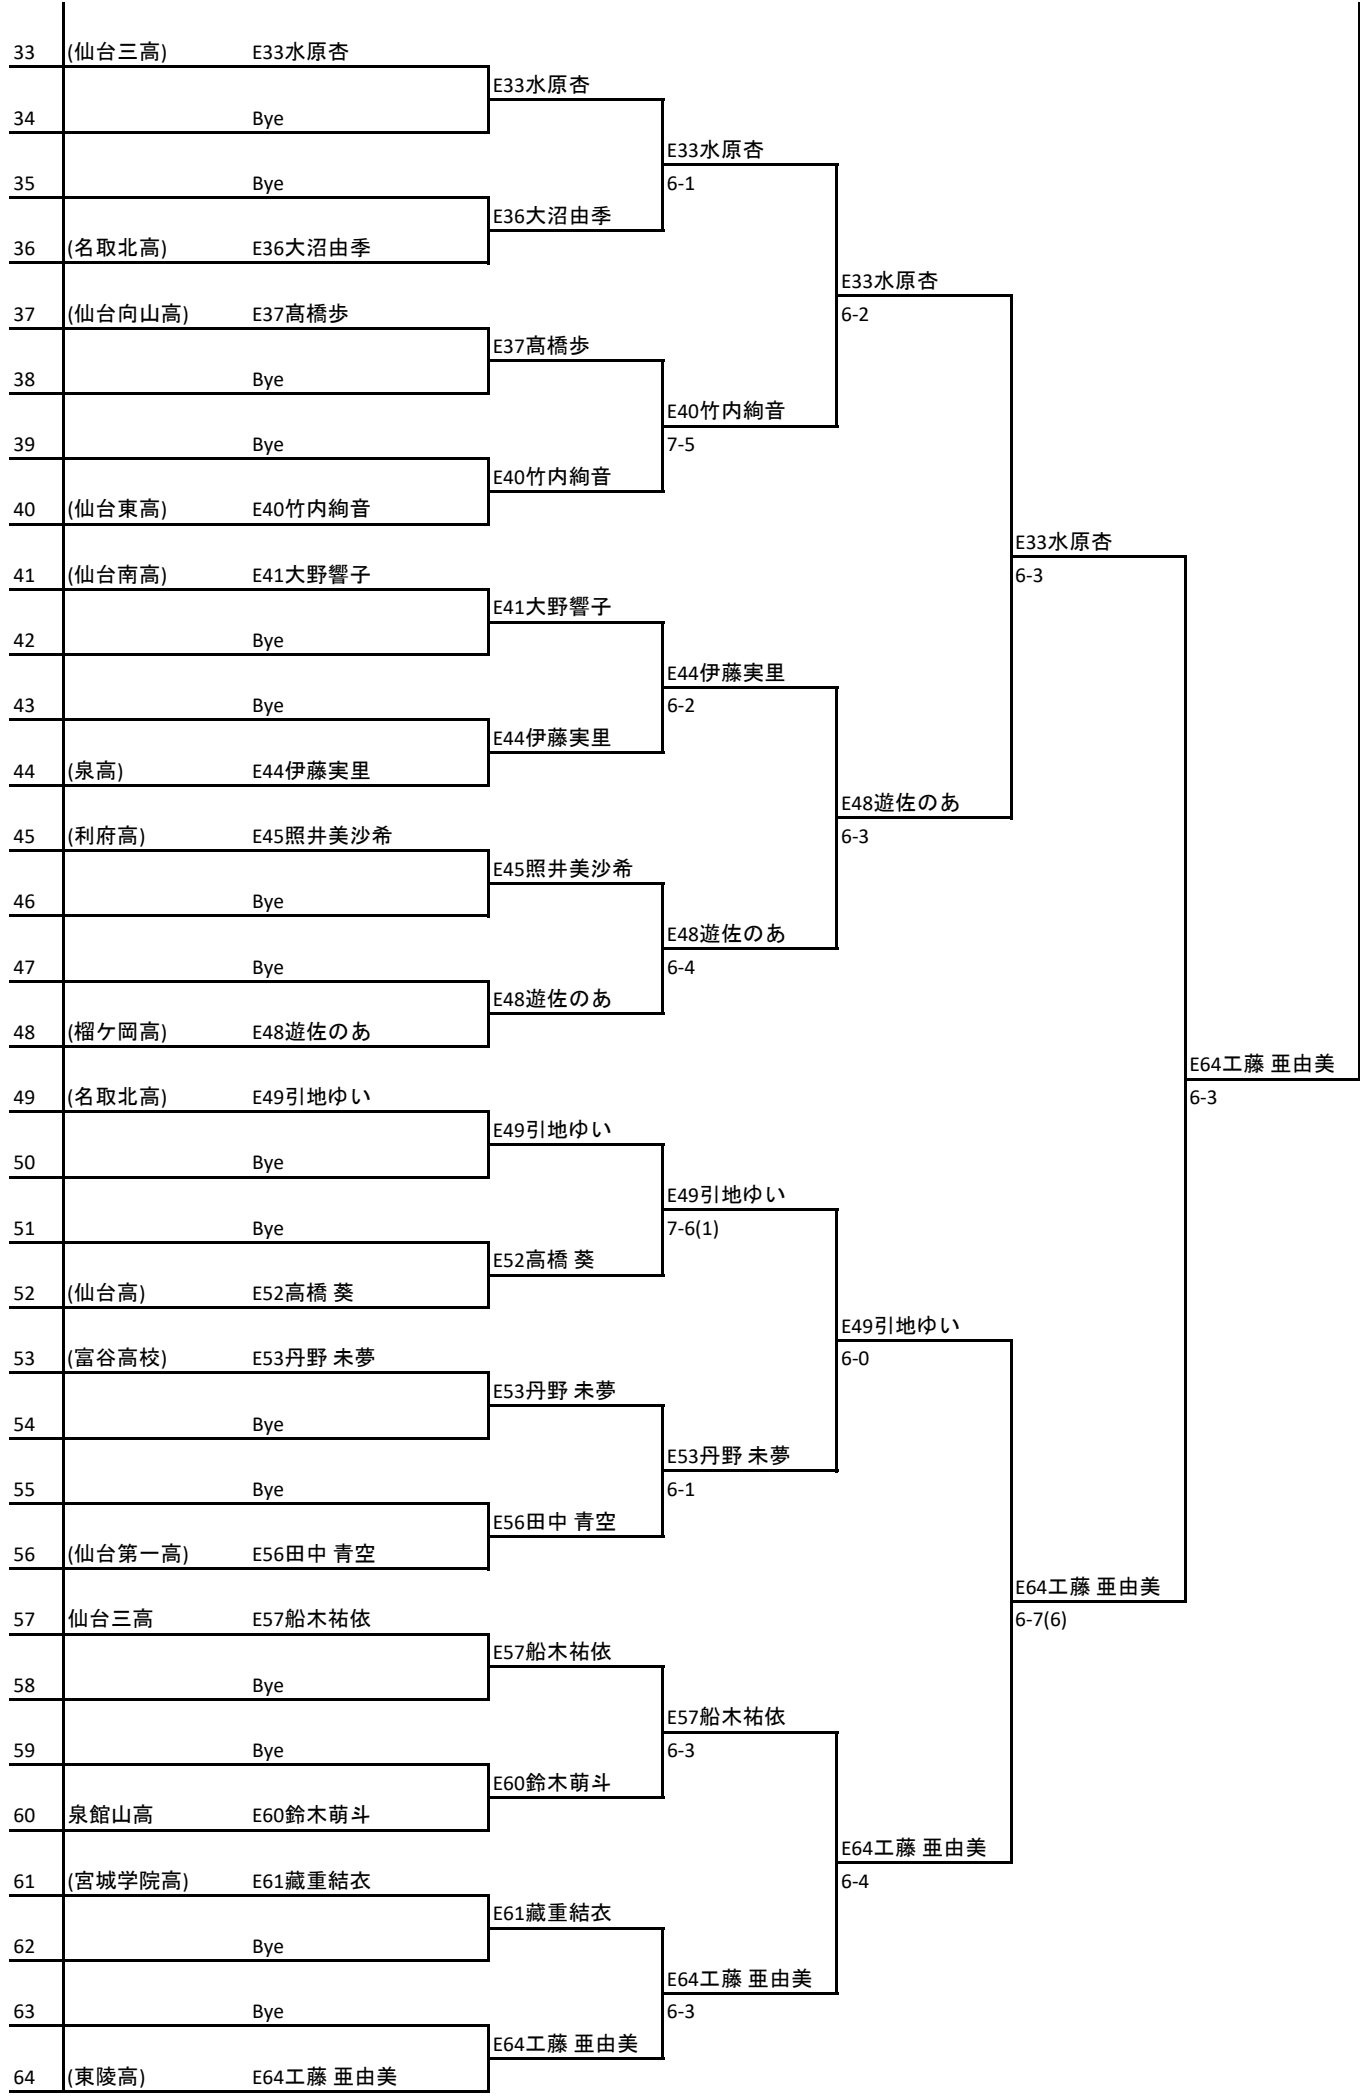 33 (仙台三高) E33水原杏
E33水原杏
34 Bye
E33水原杏
35 Bye
6-1
E36大沼由季
36 (名取北高) E36大沼由季
E33水原杏
37 (仙台向山高) E37髙橋歩
6-2
E37髙橋歩
38 Bye
E40竹内絢音
39 Bye
7-5
E40竹内絢音
40 (仙台東高) E40竹内絢音
E33水原杏
41 (仙台南高) E41大野響子
6-3
E41大野響子
42 Bye
E44伊藤実里
43 Bye
6-2
E44伊藤実里
44 (泉高) E44伊藤実里
E48遊佐のあ
45 (利府高) E45照井美沙希
6-3
E45照井美沙希
46 Bye
E48遊佐のあ
47 Bye
6-4
E48遊佐のあ
48 (榴ケ岡高) E48遊佐のあ
E64工藤 亜由美
49 (名取北高) E49引地ゆい
6-3
E49引地ゆい
50 Bye
E49引地ゆい
51 Bye
7-6(1)
E52高橋 葵
52 (仙台高) E52高橋 葵
E49引地ゆい
53 (富谷高校) E53丹野 未夢
6-0
E53丹野 未夢
54 Bye
E53丹野 未夢
55 Bye
6-1
E56田中 青空
56 (仙台第一高) E56田中 青空
E64工藤 亜由美
57 仙台三高 E57船木祐依
6-7(6)
E57船木祐依
58 Bye
E57船木祐依
59 Bye
6-3
E60鈴木萌斗
60 泉館山高 E60鈴木萌斗
E64工藤 亜由美
61 (宮城学院高) E61藏重結衣
6-4
E61藏重結衣
62 Bye
E64工藤 亜由美
63 Bye
6-3
E64工藤 亜由美
64 (東陵高) E64工藤 亜由美